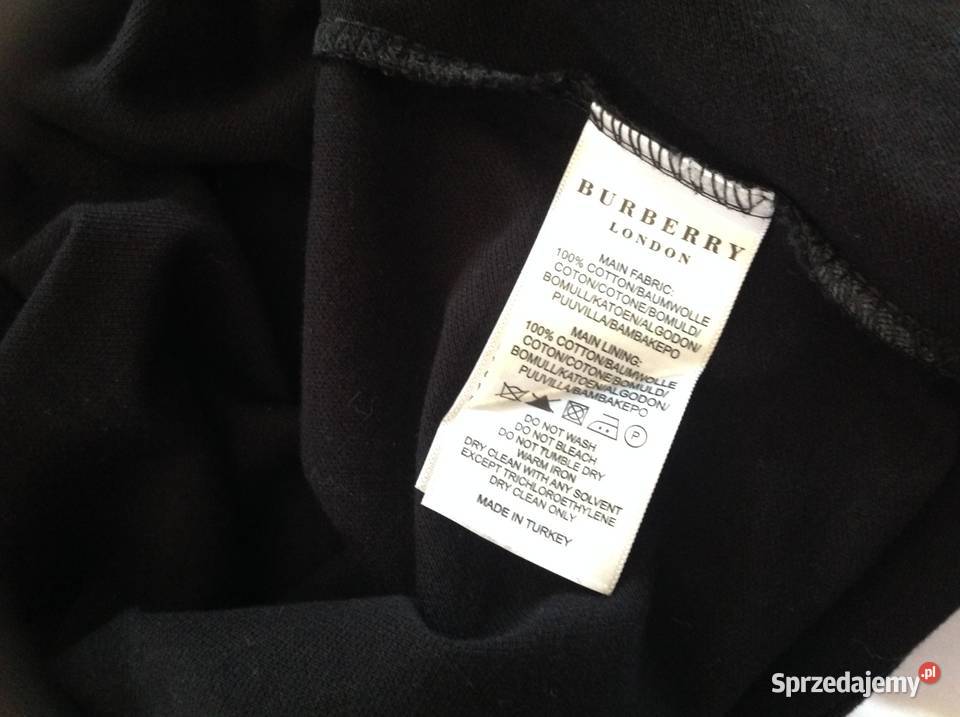 BURBERRY
LONDON
MAIN FABRIC:
100% COTTON/BAUMWOLLE
COTON/COTONE/BOMULD/
BOMULL/KATOEN/ALGODON/
PUUVILLA/BAMBAKEPO
MAIN LINING:
100% COTTON/BAUMWOLLE
COTON/COTONE/BOMULD/
BOMULL/KATOEN/ALGODON/
PUUVILLA/BAMBAKEPO
P
DO NOT WASH
DO NOT BLEACH
DO NOT TUMBLE DRY
WARM IRON
DRY CLEAN WITH ANY SOLVENT
EXCEPT TRICHLOROETHYLENE
DRY CLEAN ONLY
MADE IN TURKEY
Sprzedajemy.pl